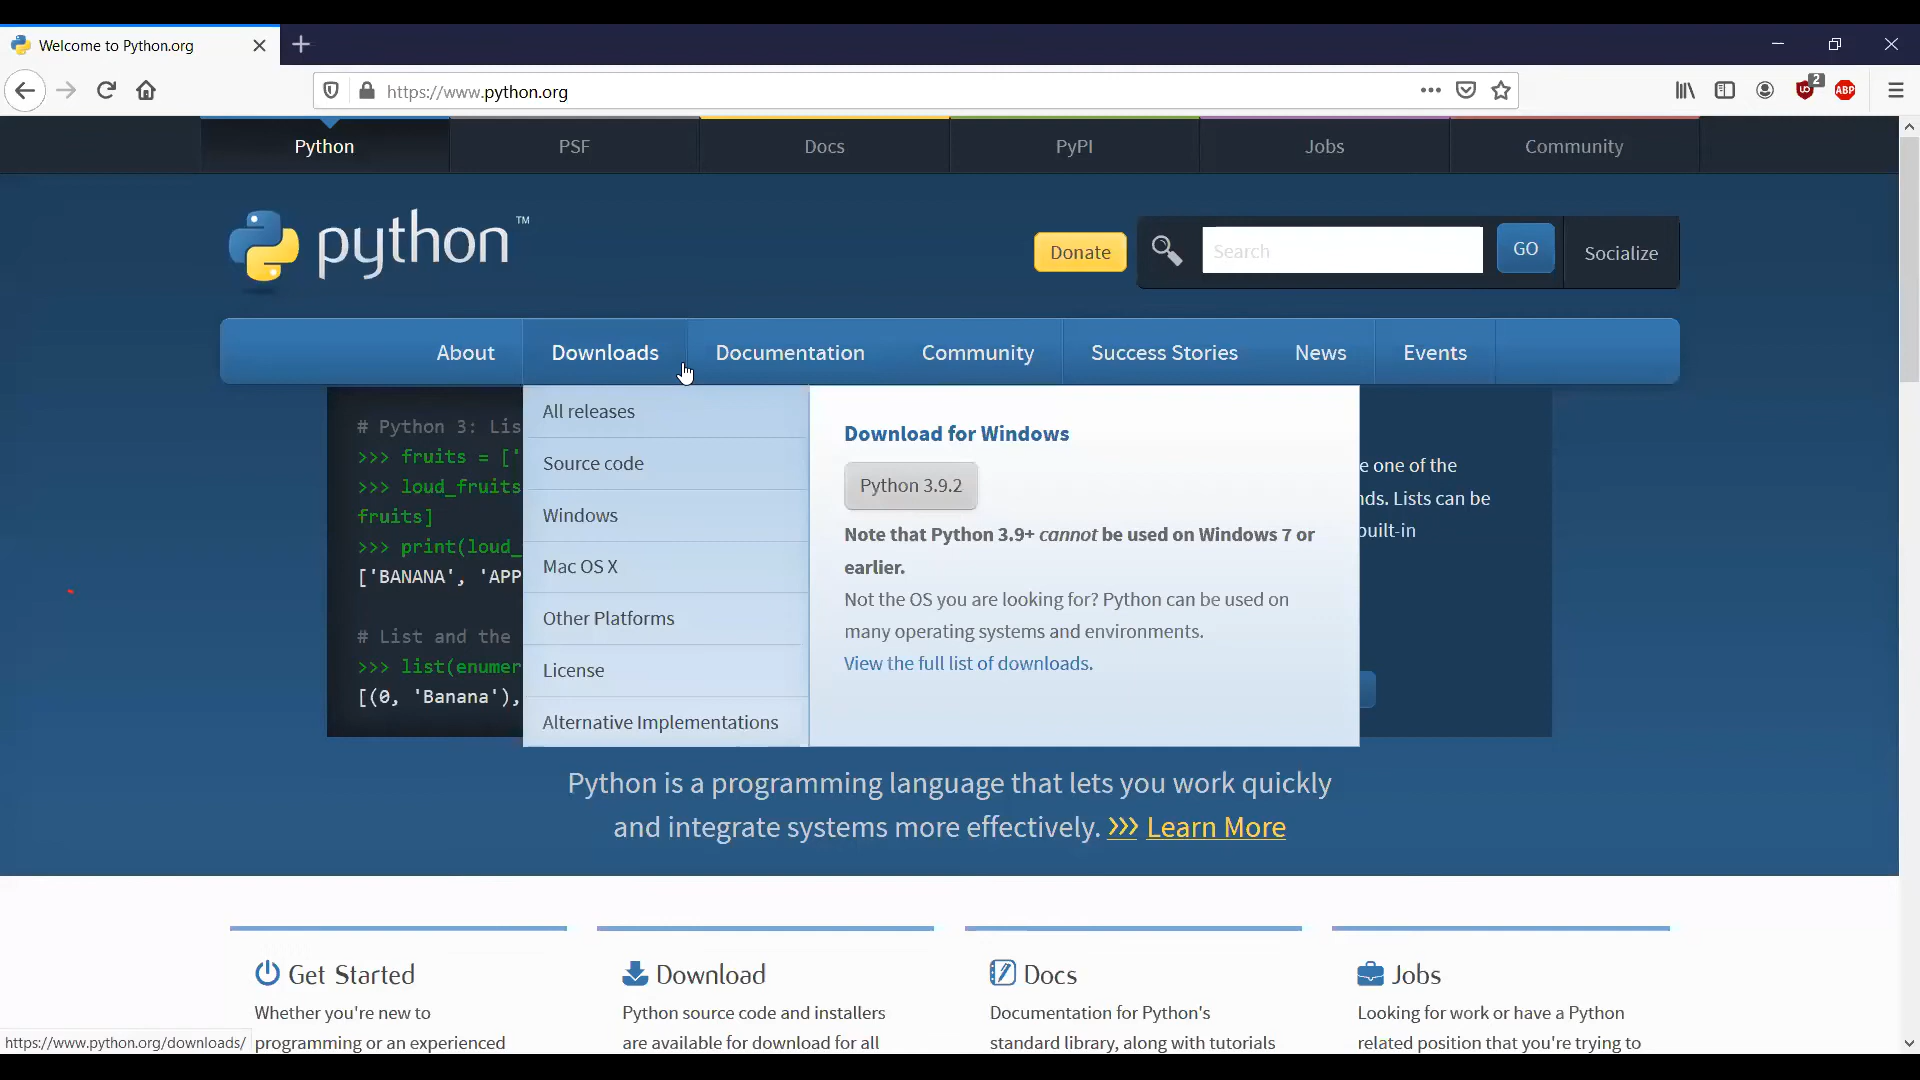 Welcome to Python.org
https://www.python.org
2
ABP
Python PSF Docs PyPI Jobs Community
python™
Donate
Search
GO
Socialize
About Downloads Documentation Community Success Stories News Events
# Python 3: Lis
>>> fruits = ['
>>> loud_fruits
fruits]
>>> print(loud_
['BANANA', 'APP
# List and the
>>> list(enumer
[(0, 'Banana'),
All releases
Source code
Windows
Mac OS X
Other Platforms
License
Alternative Implementations
Download for Windows
Python 3.9.2
Note that Python 3.9+ cannot be used on Windows 7 or
earlier.
Not the OS you are looking for? Python can be used on
many operating systems and environments.
View the full list of downloads.
e one of the
nds. Lists can be
built-in
Python is a programming language that lets you work quickly
and integrate systems more effectively. >>> Learn More
Get Started
Whether you're new to
programming or an experienced
Download
Python source code and installers
are available for download for all
Docs
Documentation for Python's
standard library, along with tutorials
Jobs
Looking for work or have a Python
related position that you're trying to
https://www.python.org/downloads/